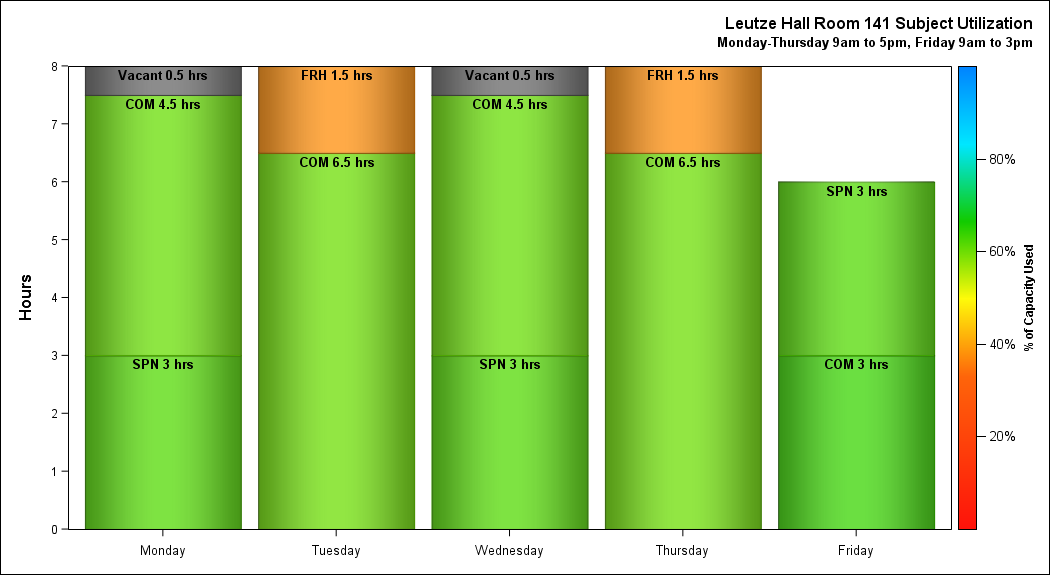 Leutze Hall Room 141 Subject Utilization
Monday-Thursday 9am to 5pm, Friday 9am to 3pm
Hours
8
7
6
5
4
3
2
1
0
Vacant 0.5 hrs
COM 4.5 hrs
SPN 3 hrs
FRH 1.5 hrs
COM 6.5 hrs
Vacant 0.5 hrs
COM 4.5 hrs
SPN 3 hrs
FRH 1.5 hrs
COM 6.5 hrs
SPN 3 hrs
COM 3 hrs
Monday
Tuesday
Wednesday
Thursday
Friday
80%
60%
40%
20%
% of Capacity Used